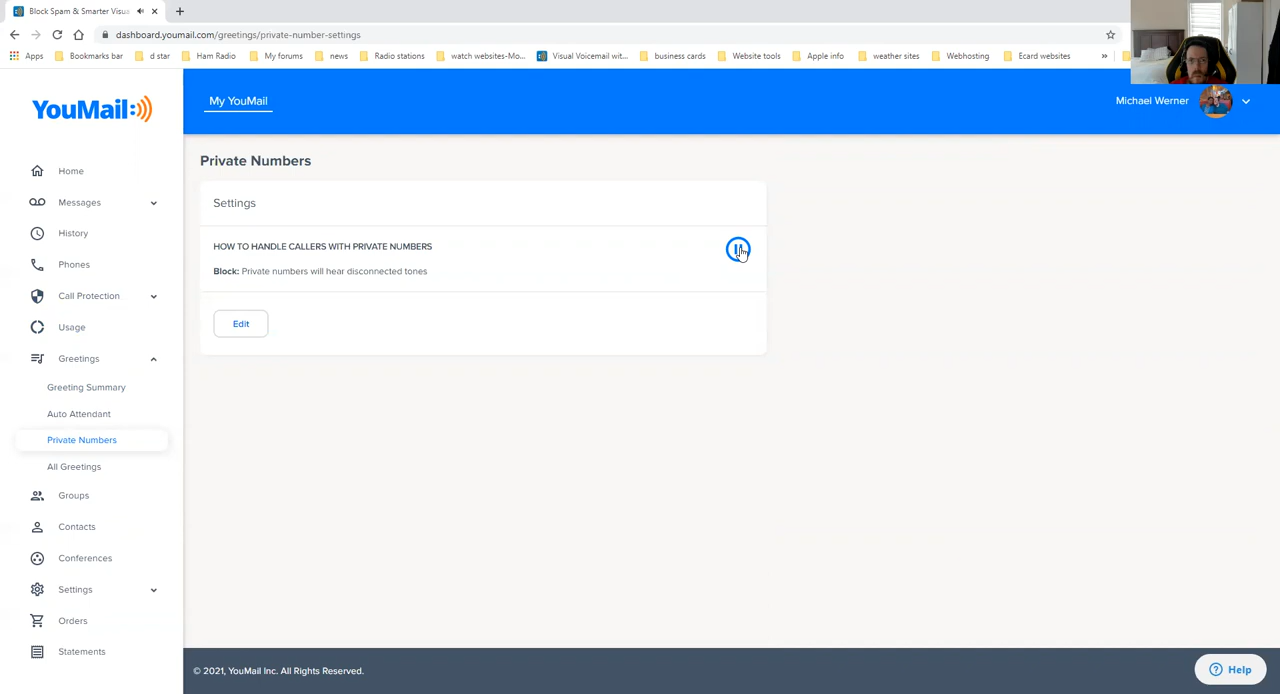 Block Spam & Smarter Visua
dashboard.youmail.com/greetings/private-number-settings
Apps
Bookmarks bar
d star
Ham Radio
My forums
news
Radio stations
watch websites-Mo...
Visual Voicemail wit...
business cards
Website tools
Apple info
weather sites
Webhosting
Ecard websites
»
YouMail
My YouMail
Michael Werner
Home
Messages
History
Phones
Call Protection
Usage
Greetings
Greeting Summary
Auto Attendant
Private Numbers
All Greetings
Groups
Contacts
Conferences
Settings
Orders
Statements
Private Numbers
Settings
HOW TO HANDLE CALLERS WITH PRIVATE NUMBERS
Block: Private numbers will hear disconnected tones
Edit
© 2021, YouMail Inc. All Rights Reserved.
Help